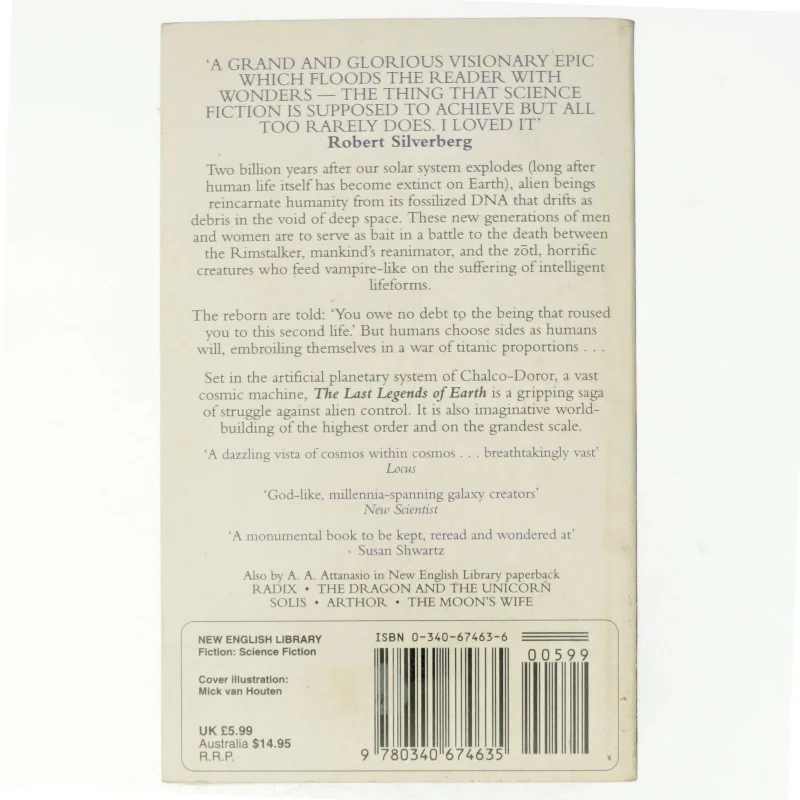 ‘A GRAND AND GLORIOUS VISIONARY EPIC
WHICH FLOODS THE READER WITH
WONDERS — THE THING THAT SCIENCE
FICTION IS SUPPOSED TO ACHIEVE BUT ALL
TOO RARELY DOES. I LOVED IT’
Robert Silverberg
Two billion years after our solar system explodes (long after
human life itself has become extinct on Earth), alien beings
reincarnate humanity from its fossilized DNA that drifts as
debris in the void of deep space. These new generations of men
and women are to serve as bait in a battle to the death between
the Rimstalker, mankind's reanimator, and the zōtl, horrific
creatures who feed vampire-like on the suffering of intelligent
lifeforms.
The reborn are told: ‘You owe no debt to the being that roused
you to this second life.’ But humans choose sides as humans
will, embroiling themselves in a war of titanic proportions . . .
Set in the artificial planetary system of Chalco-Doror, a vast
cosmic machine, The Last Legends of Earth is a gripping saga
of struggle against alien control. It is also imaginative world-
building of the highest order and on the grandest scale.
‘A dazzling vista of cosmos within cosmos . . . breathtakingly vast’
Locus
‘God-like, millennia-spanning galaxy creators’
New Scientist
‘A monumental book to be kept, reread and wondered at’
Susan Shwartz
Also by A. A. Attanasio in New English Library paperback
RADIX • THE DRAGON AND THE UNICORN
SOLIS • ARTHOR • THE MOON'S WIFE
NEW ENGLISH LIBRARY
Fiction: Science Fiction
Cover illustration:
Mick van Houten
UK £5.99
Australia $14.95
R.R.P.
ISBN 0-340-67463-6
00599
9 780340 674635